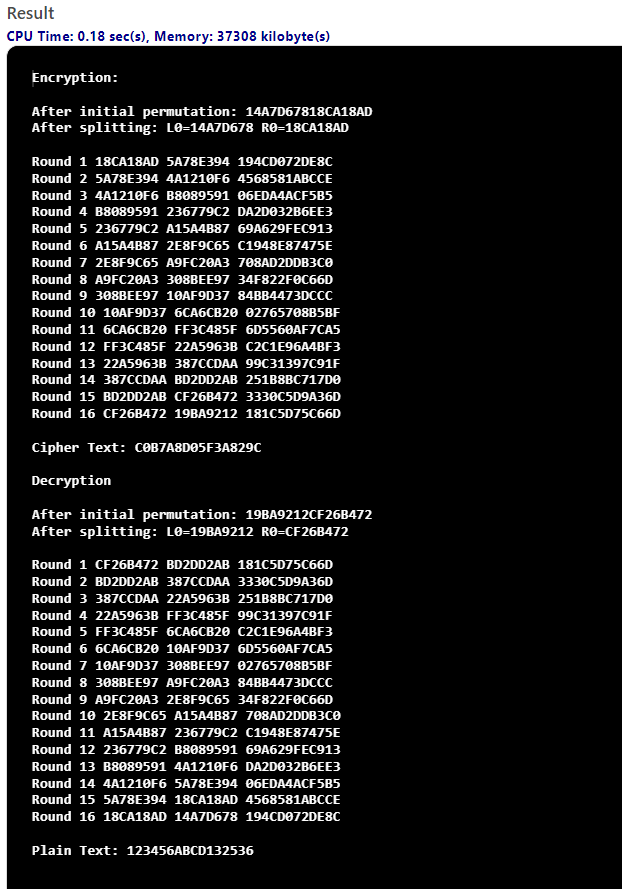 Result
CPU Time: 0.18 sec(s), Memory: 37308 kilobyte(s)
Encryption:
After initial permutation: 14A7D67818CA18AD
After splitting: L0=14A7D678 R0=18CA18AD
Round 1 18CA18AD 5A78E394 194CD072DE8C
Round 2 5A78E394 4A1210F6 4568581ABCCE
Round 3 4A1210F6 B8089591 06EDA4ACF5B5
Round 4 B8089591 236779C2 DA2D032B6EE3
Round 5 236779C2 A15A4B87 69A629FEC913
Round 6 A15A4B87 2E8F9C65 C1948E87475E
Round 7 2E8F9C65 A9FC20A3 708AD2DDB3C0
Round 8 A9FC20A3 308BEE97 34F822F0C66D
Round 9 308BEE97 10AF9D37 84BB4473DCCC
Round 10 10AF9D37 6CA6CB20 02765708B5BF
Round 11 6CA6CB20 FF3C485F 6D5560AF7CA5
Round 12 FF3C485F 22A5963B C2C1E96A4BF3
Round 13 22A5963B 387CCDAA 99C31397C91F
Round 14 387CCDAA BD2DD2AB 251B8BC717D0
Round 15 BD2DD2AB CF26B472 3330C5D9A36D
Round 16 CF26B472 19BA9212 181C5D75C66D
Cipher Text: C0B7A8D05F3A829C
Decryption
After initial permutation: 19BA9212CF26B472
After splitting: L0=19BA9212 R0=CF26B472
Round 1 CF26B472 BD2DD2AB 181C5D75C66D
Round 2 BD2DD2AB 387CCDAA 3330C5D9A36D
Round 3 387CCDAA 22A5963B 251B8BC717D0
Round 4 22A5963B FF3C485F 99C31397C91F
Round 5 FF3C485F 6CA6CB20 C2C1E96A4BF3
Round 6 6CA6CB20 10AF9D37 6D5560AF7CA5
Round 7 10AF9D37 308BEE97 02765708B5BF
Round 8 308BEE97 A9FC20A3 84BB4473DCCC
Round 9 A9FC20A3 2E8F9C65 34F822F0C66D
Round 10 2E8F9C65 A15A4B87 708AD2DDB3C0
Round 11 A15A4B87 236779C2 C1948E87475E
Round 12 236779C2 B8089591 69A629FEC913
Round 13 B8089591 4A1210F6 DA2D032B6EE3
Round 14 4A1210F6 5A78E394 06EDA4ACF5B5
Round 15 5A78E394 18CA18AD 4568581ABCCE
Round 16 18CA18AD 14A7D678 194CD072DE8C
Plain Text: 123456ABCD132536